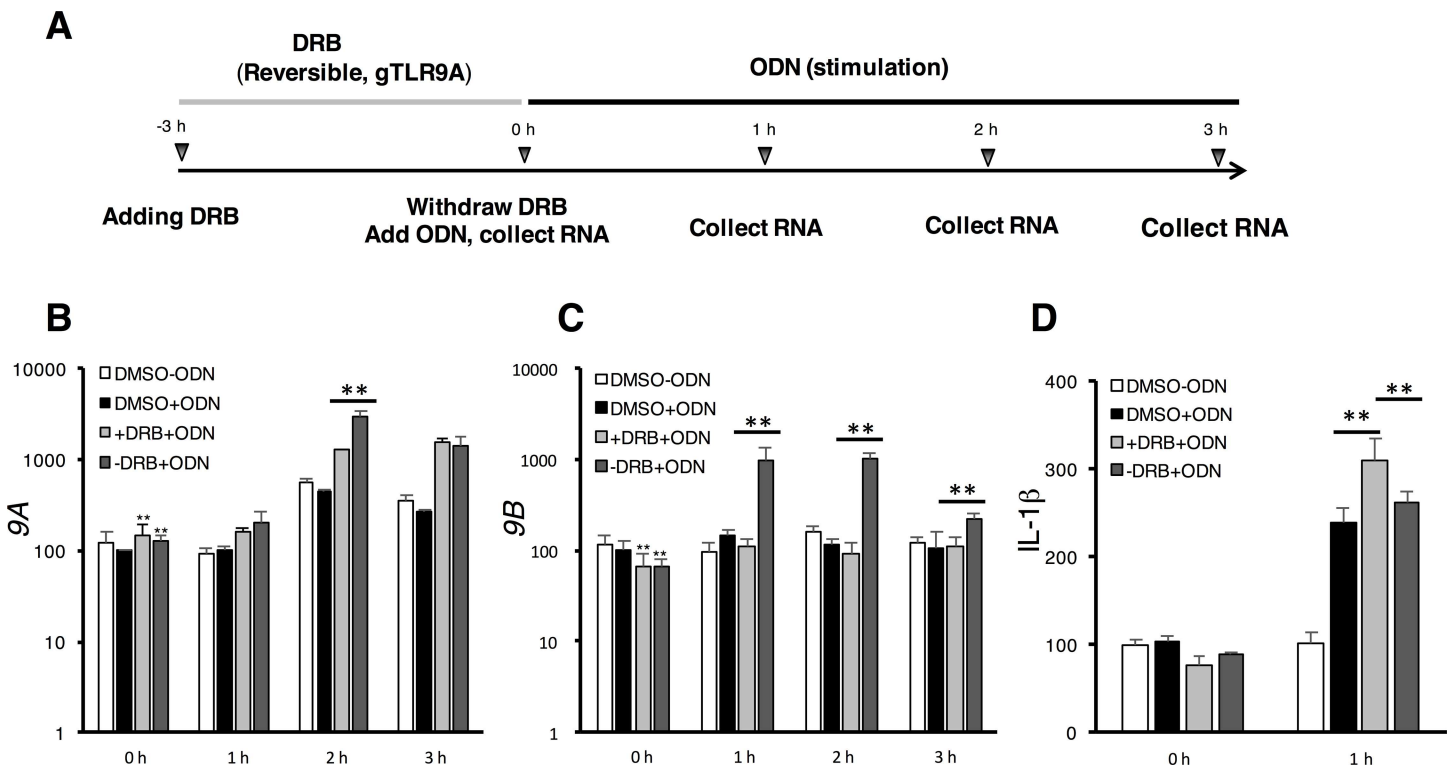 A
DRB
(Reversible, gTLR9A)
ODN (stimulation)
-3 h
0 h
1 h
2 h
3 h
Adding DRB
Withdraw DRB
Add ODN, collect RNA
Collect RNA
Collect RNA
Collect RNA
B
9A
10000
1000
100
10
1
DMSO-ODN
DMSO+ODN
+DRB+ODN
-DRB+ODN
**
**
**
0 h
1 h
2 h
3 h
C
9B
10000
1000
100
10
1
DMSO-ODN
DMSO+ODN
+DRB+ODN
-DRB+ODN
**
**
**
**
**
0 h
1 h
2 h
3 h
D
IL-1β
400
300
200
100
0
DMSO-ODN
DMSO+ODN
+DRB+ODN
-DRB+ODN
**
**
0 h
1 h